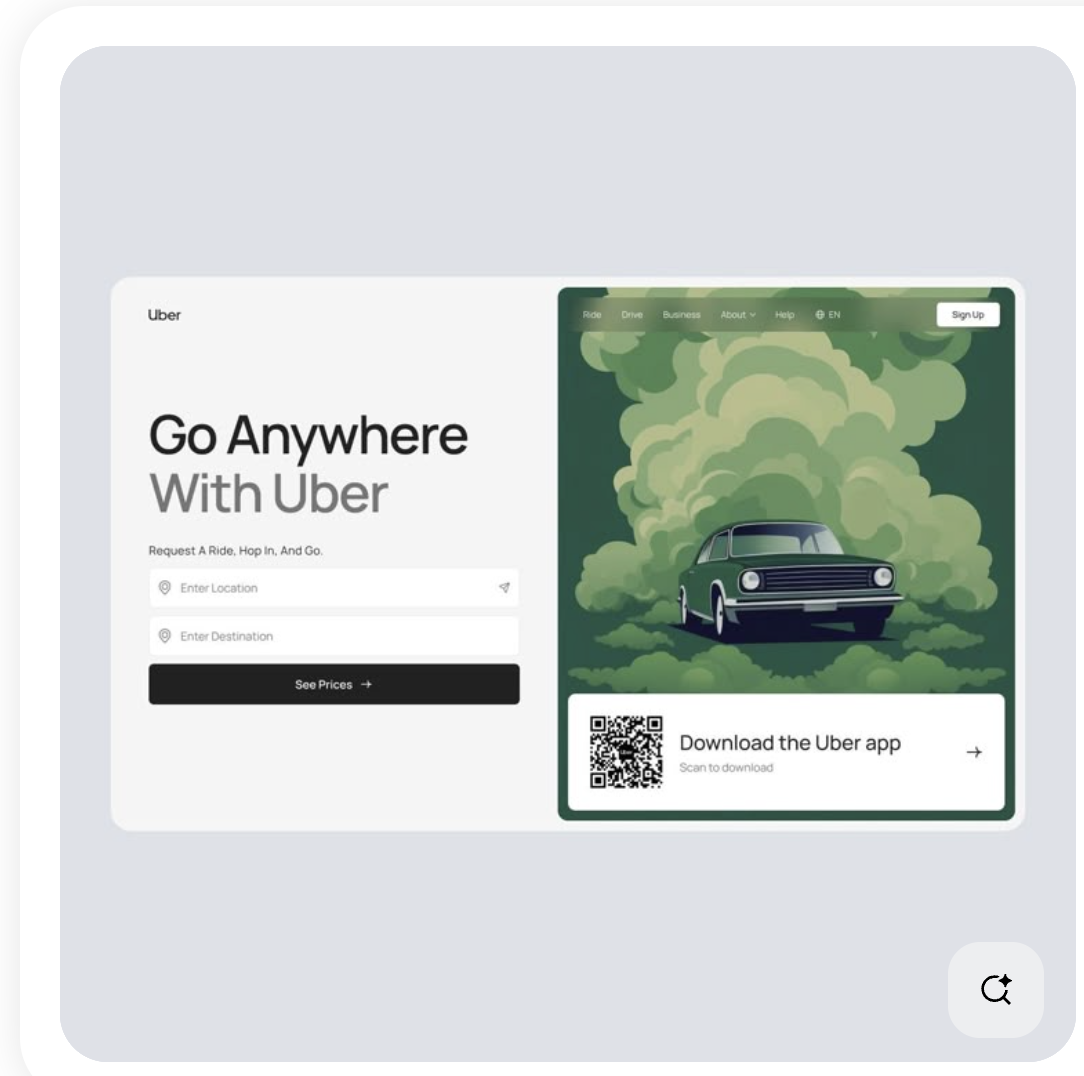 Uber
Ride Drive Business About Help EN Sign Up
Go Anywhere
With Uber
Request A Ride, Hop In, And Go.
Enter Location
Enter Destination
See Prices
Download the Uber app
Scan to download